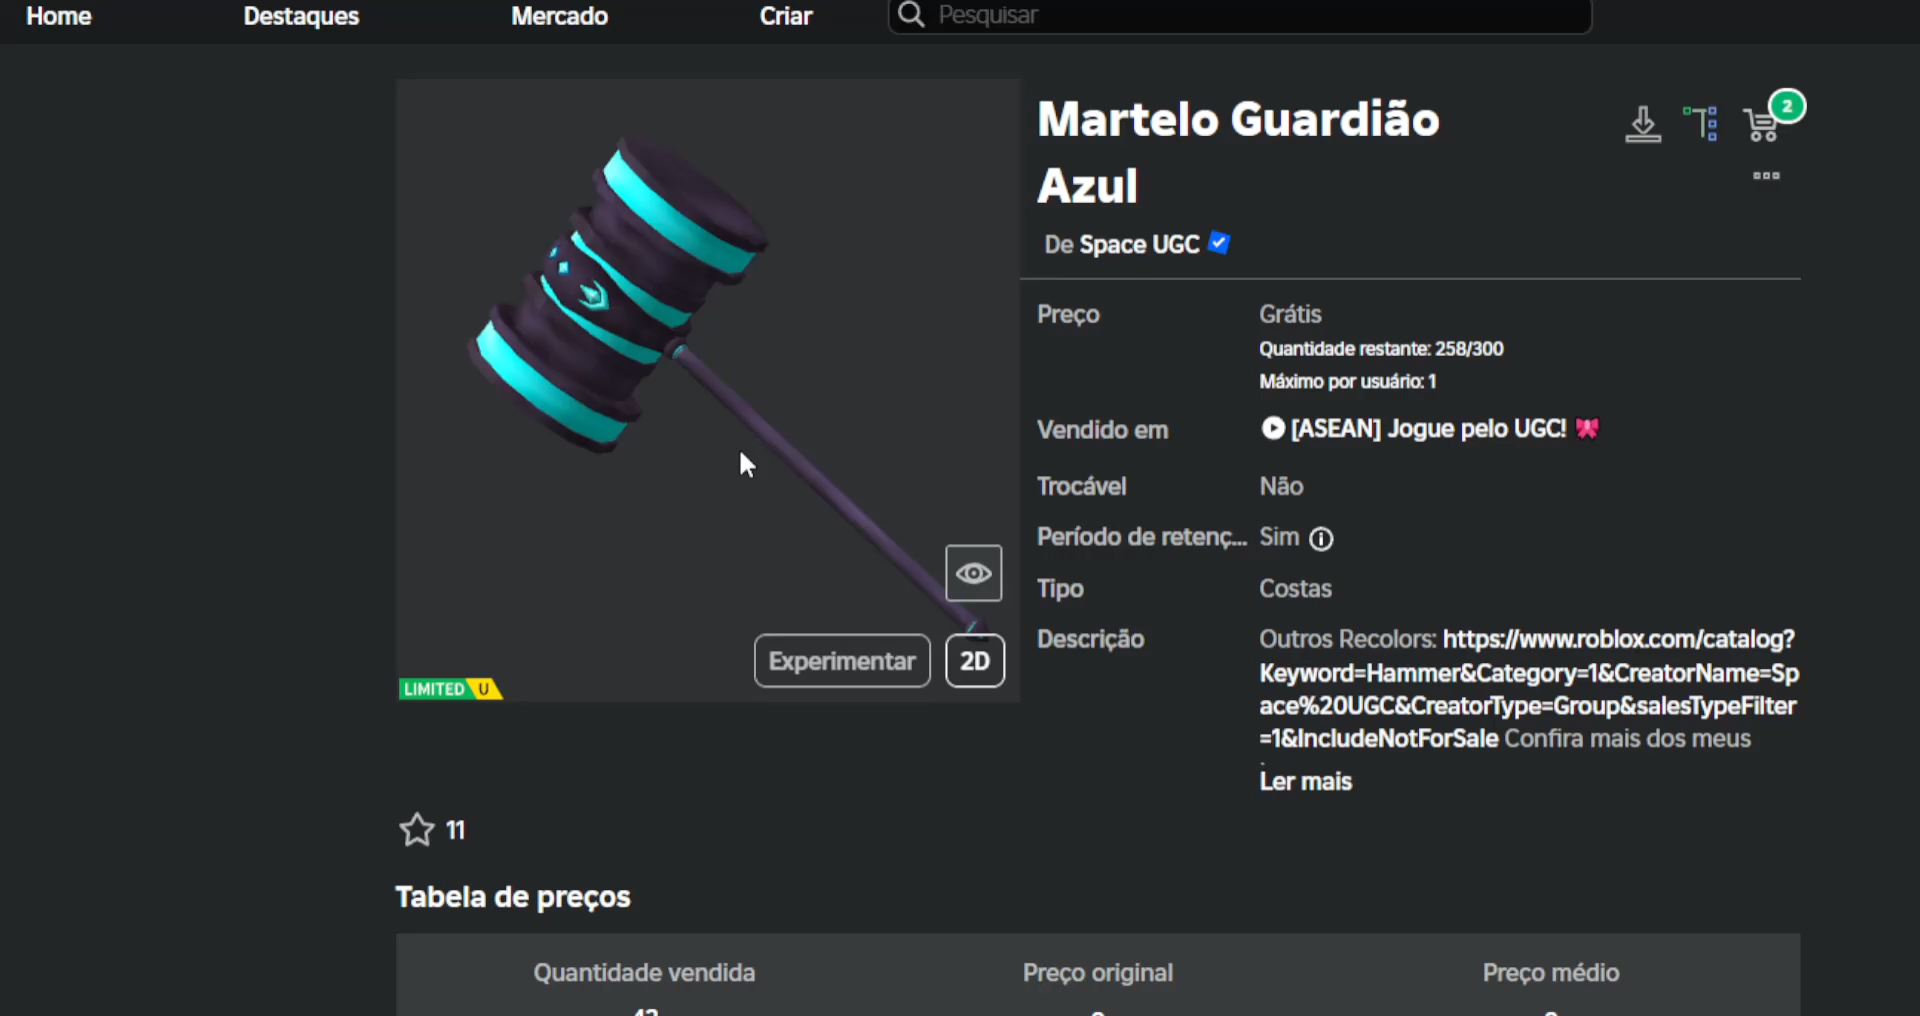 Home Destaques Mercado Criar Pesquisar
Martelo Guardião
Azul
2
De Space UGC
Preço Grátis
Quantidade restante: 258/300
Máximo por usuário: 1
Vendido em [ASEAN] Jogue pelo UGC!
Trocável Não
Período de retenç... Sim
Tipo Costas
Descrição Outros Recolors: https://www.roblox.com/catalog?
Keyword=Hammer&Category=1&CreatorName=Sp
ace%20UGC&CreatorType=Group&salesTypeFilter
=1&IncludeNotForSale Confira mais dos meus
Ler mais
Experimentar 2D
LIMITED U
11
Tabela de preços
Quantidade vendida Preço original Preço médio